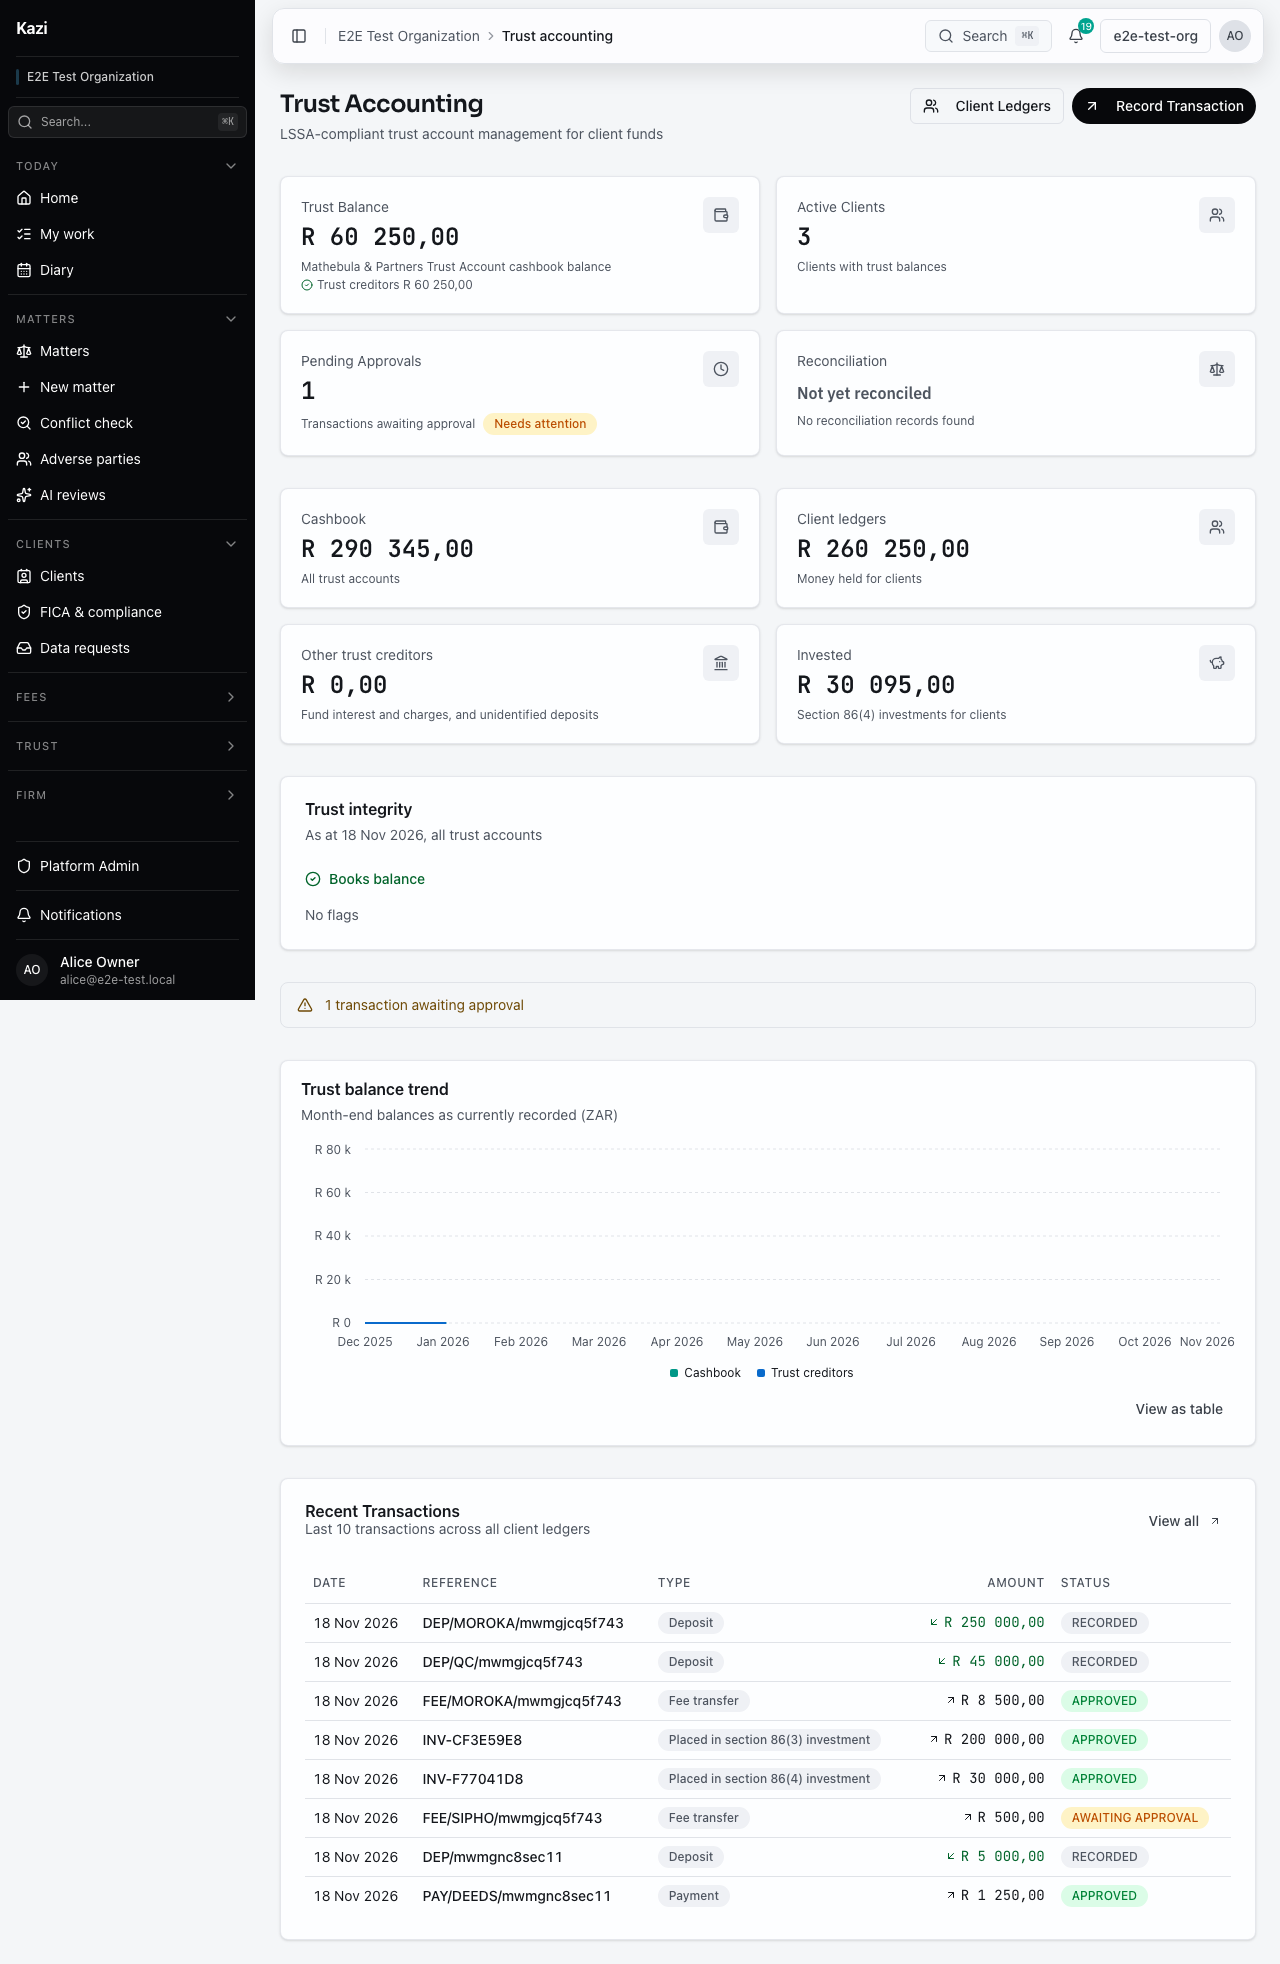 Kazi
E2E Test Organization
Search...
⌘K
TODAY
Home
My work
Diary
MATTERS
Matters
New matter
Conflict check
Adverse parties
AI reviews
CLIENTS
Clients
FICA & compliance
Data requests
FEES
TRUST
FIRM
Platform Admin
Notifications
AO
Alice Owner
alice@e2e-test.local
E2E Test Organization > Trust accounting
Search ⌘K
19
e2e-test-org
AO
Trust Accounting
LSSA-compliant trust account management for client funds
Client Ledgers
Record Transaction
Trust Balance
R 60 250,00
Mathebula & Partners Trust Account cashbook balance
Trust creditors R 60 250,00
Active Clients
3
Clients with trust balances
Pending Approvals
1
Transactions awaiting approval Needs attention
Reconciliation
Not yet reconciled
No reconciliation records found
Cashbook
R 290 345,00
All trust accounts
Client ledgers
R 260 250,00
Money held for clients
Other trust creditors
R 0,00
Fund interest and charges, and unidentified deposits
Invested
R 30 095,00
Section 86(4) investments for clients
Trust integrity
As at 18 Nov 2026, all trust accounts
Books balance
No flags
1 transaction awaiting approval
Trust balance trend
Month-end balances as currently recorded (ZAR)
R 80 k
R 60 k
R 40 k
R 20 k
R 0
Dec 2025 Jan 2026 Feb 2026 Mar 2026 Apr 2026 May 2026 Jun 2026 Jul 2026 Aug 2026 Sep 2026 Oct 2026 Nov 2026
Cashbook Trust creditors
View as table
Recent Transactions
Last 10 transactions across all client ledgers
View all
DATE REFERENCE TYPE AMOUNT STATUS
18 Nov 2026 DEP/MOROKA/mwmgjcq5f743 Deposit R 250 000,00 RECORDED
18 Nov 2026 DEP/QC/mwmgjcq5f743 Deposit R 45 000,00 RECORDED
18 Nov 2026 FEE/MOROKA/mwmgjcq5f743 Fee transfer R 8 500,00 APPROVED
18 Nov 2026 INV-CF3E59E8 Placed in section 86(3) investment R 200 000,00 APPROVED
18 Nov 2026 INV-F77041D8 Placed in section 86(4) investment R 30 000,00 APPROVED
18 Nov 2026 FEE/SIPHO/mwmgjcq5f743 Fee transfer R 500,00 AWAITING APPROVAL
18 Nov 2026 DEP/mwmgnc8sec11 Deposit R 5 000,00 RECORDED
18 Nov 2026 PAY/DEEDS/mwmgnc8sec11 Payment R 1 250,00 APPROVED